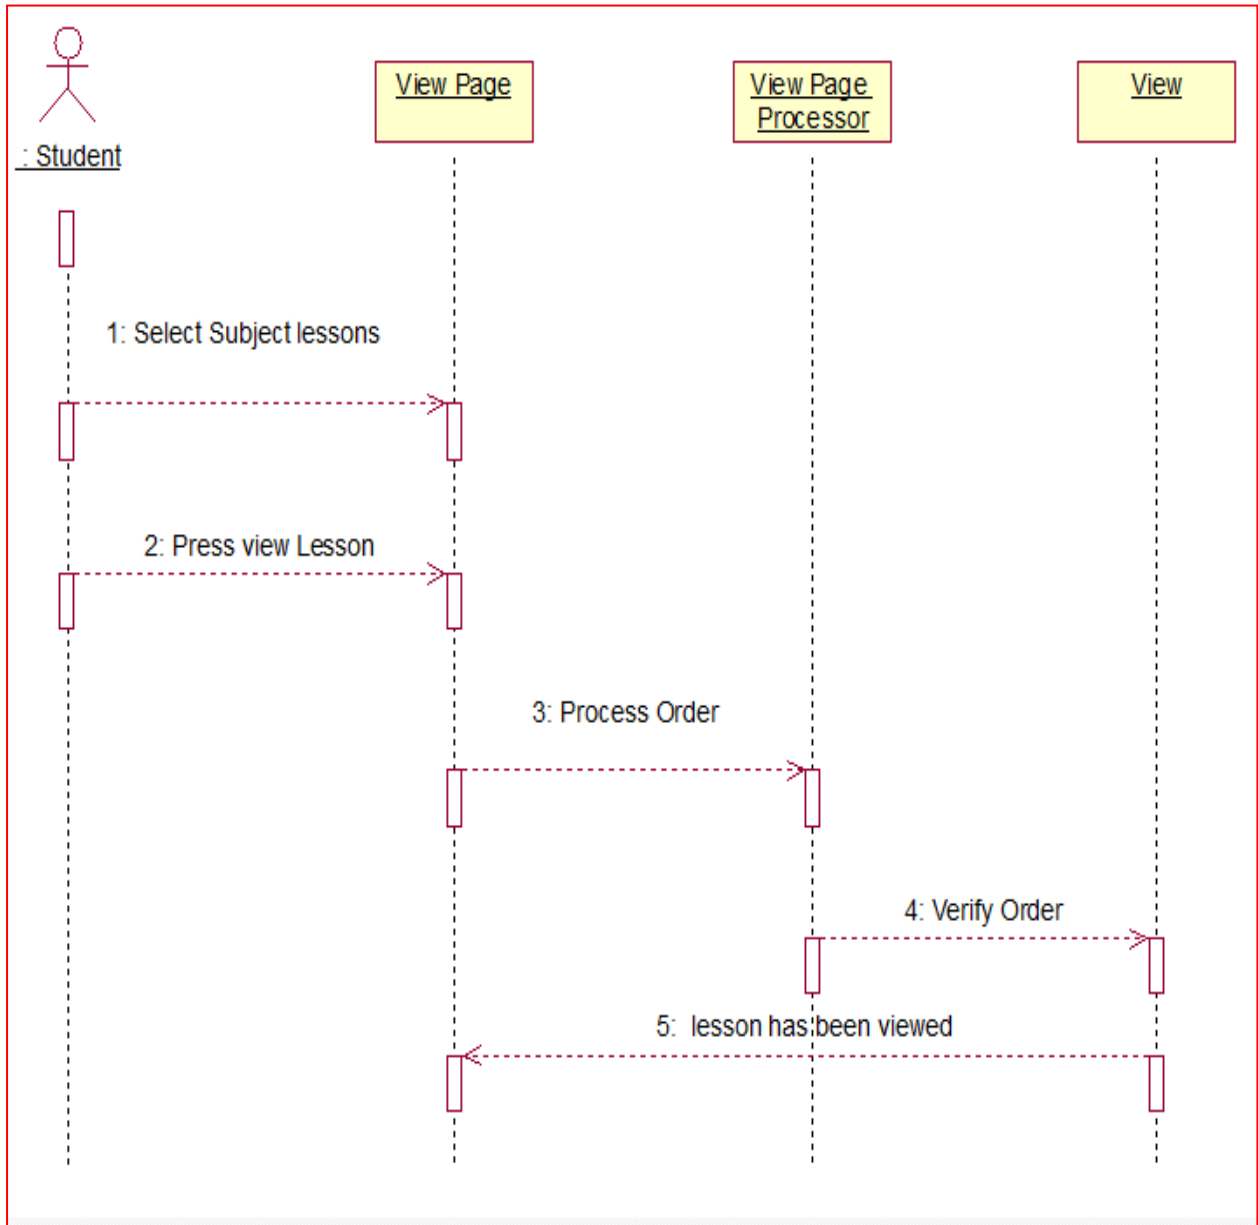 View Page
View Page
Processor
View
: Student
1: Select Subject lessons
2: Press view Lesson
3: Process Order
4: Verify Order
5: lesson has been viewed